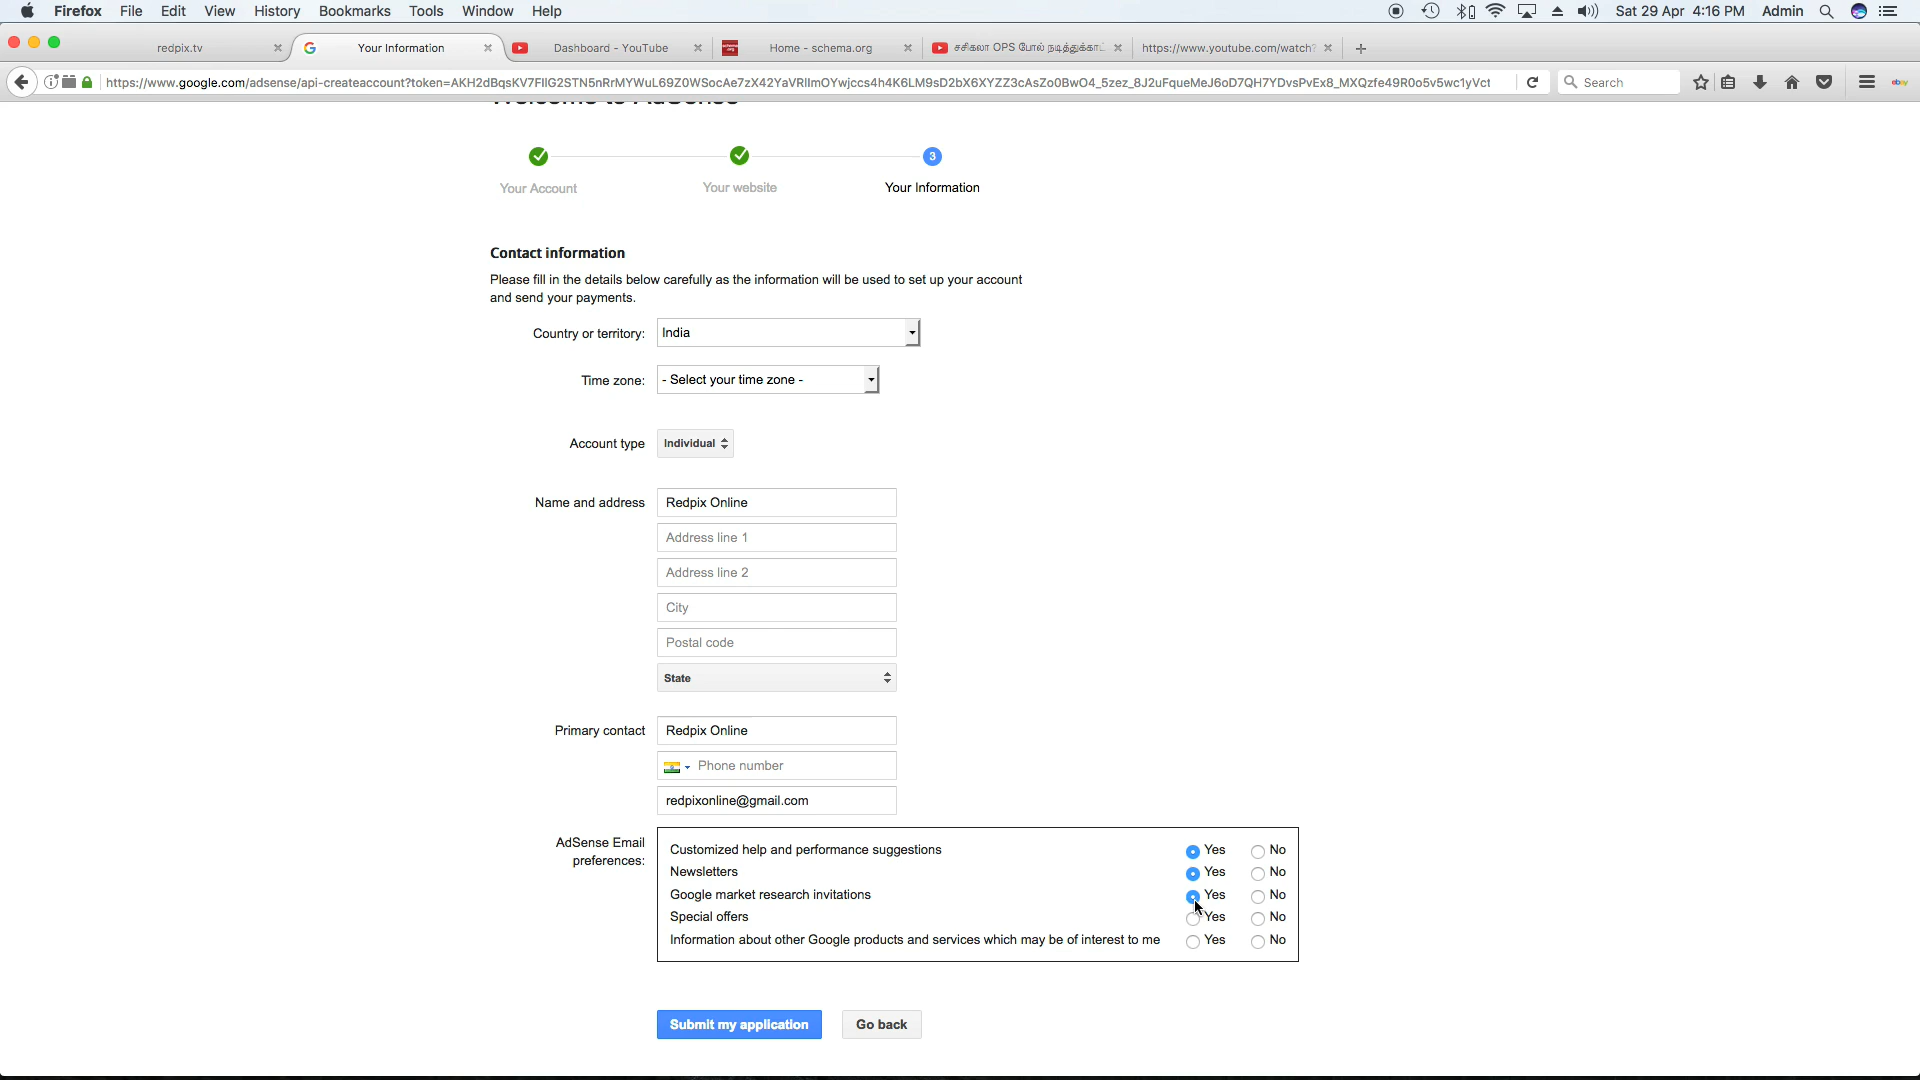 Firefox File Edit View History Bookmarks Tools Window Help Sat 29 Apr 4:16 PM Admin
redpix.tv Your Information Dashboard - YouTube Home - schema.org சசிகலா OPS போல் நடித்துக்காட் https://www.youtube.com/watch?
https://www.google.com/adsense/api-createaccount?token=AKH2dBqsKV7FIIG2STN5nRrMYWuL69Z0WSocAe7zX42YaVRIlmOYwjccs4h4K6LM9sD2bX6XYZZ3cAsZo0BwO4_5zez_8J2uFqueMeJ6oD7QH7YDvsPvEx8_MXQzfe49R0o5v5wc1yVct Search ebay
Welcome to AdSense
3
Your Account Your website Your Information
Contact information
Please fill in the details below carefully as the information will be used to set up your account
and send your payments.
Country or territory: India
Time zone: - Select your time zone -
Account type Individual
Name and address Redpix Online
Address line 1
Address line 2
City
Postal code
State
Primary contact Redpix Online
Phone number
redpixonline@gmail.com
AdSense Email
preferences:
Customized help and performance suggestions Yes No
Newsletters Yes No
Google market research invitations Yes No
Special offers Yes No
Information about other Google products and services which may be of interest to me Yes No
Submit my application Go back